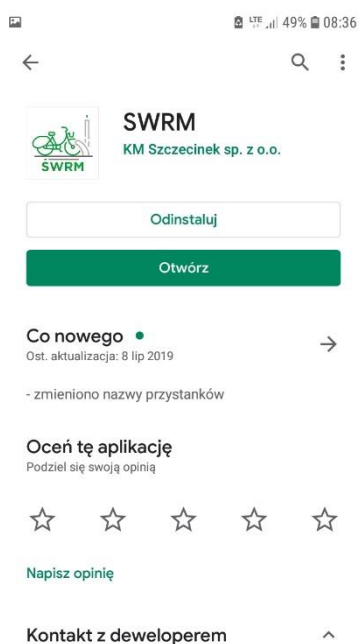 LTE 49% 08:36
SWRM
KM Szczecinek sp. z o.o.
SWRM
Odinstaluj
Otwórz
Co nowego
Ost. aktualizacja: 8 lip 2019
- zmieniono nazwy przystanków
Oceń tę aplikację
Podziel się swoją opinią
Napisz opinię
Kontakt z deweloperem